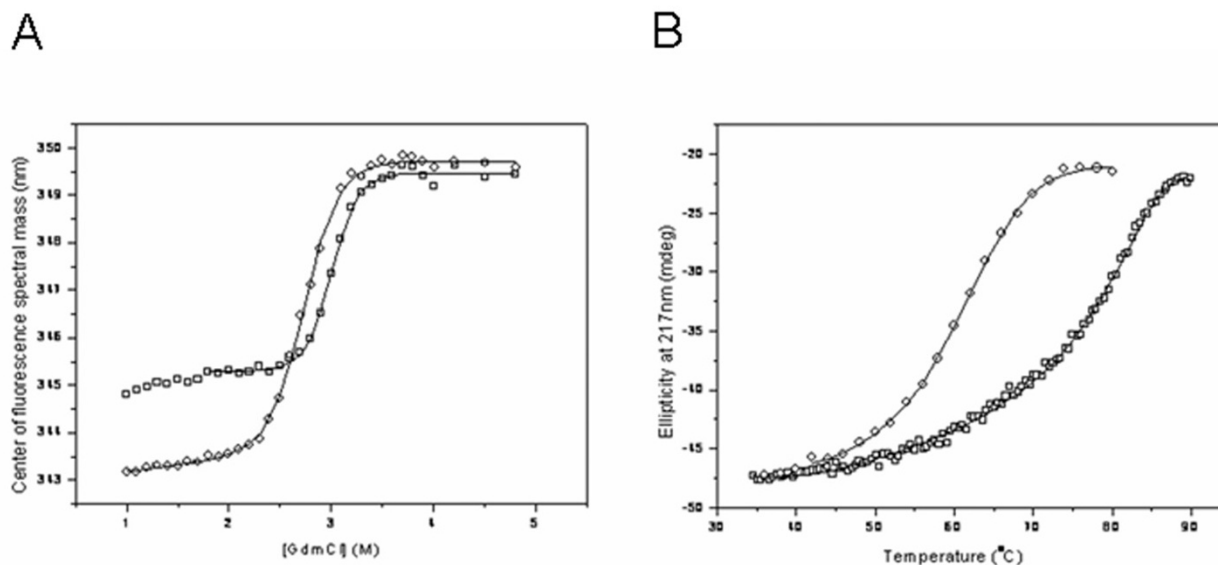 A
B
Center of fluorescence spectral mass (nm)
350
349
348
347
346
345
344
343
1 2 3 4 5
[GdmCl] (M)
Ellipticity at 217nm (mdeg)
-20
-25
-30
-35
-40
-45
-50
30 40 50 60 70 80 90
Temperature (°C)